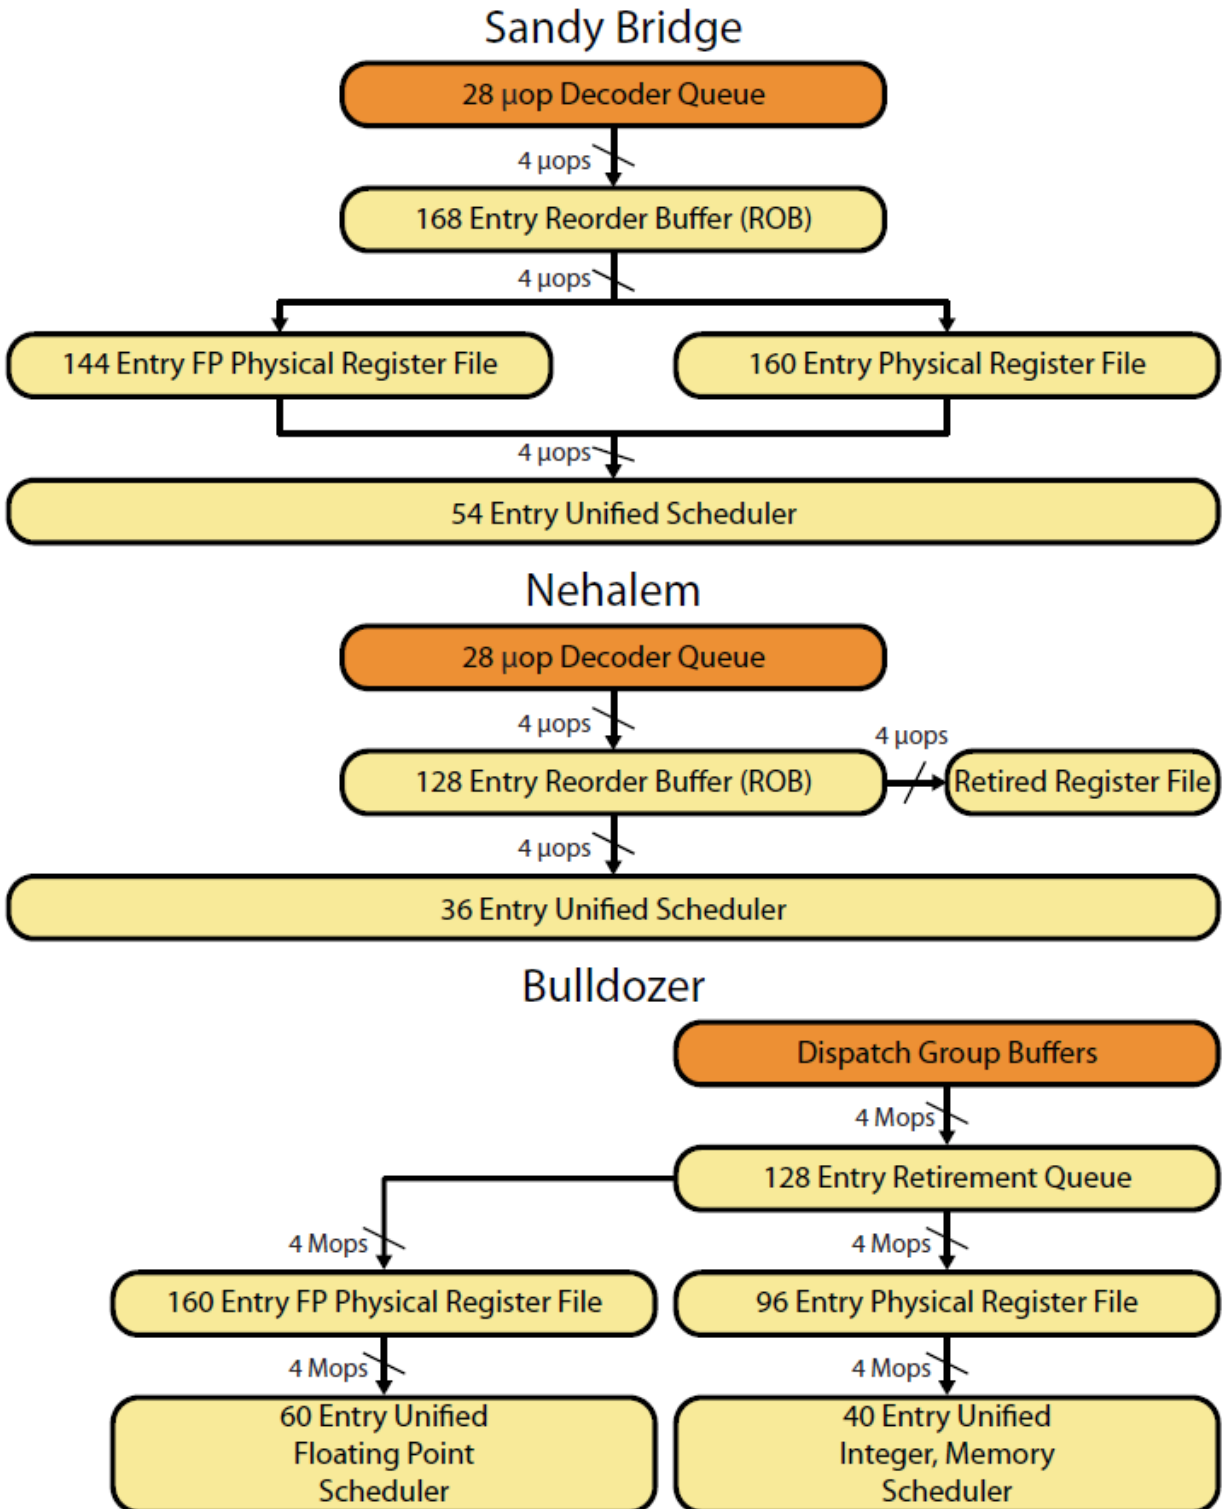 Sandy Bridge
28 μop Decoder Queue
4 μops
168 Entry Reorder Buffer (ROB)
4 μops
144 Entry FP Physical Register File
160 Entry Physical Register File
4 μops
54 Entry Unified Scheduler
Nehalem
28 μop Decoder Queue
4 μops
4 μops
128 Entry Reorder Buffer (ROB)
Retired Register File
4 μops
36 Entry Unified Scheduler
Bulldozer
Dispatch Group Buffers
4 Mops
128 Entry Retirement Queue
4 Mops
4 Mops
160 Entry FP Physical Register File
96 Entry Physical Register File
4 Mops
4 Mops
60 Entry Unified
Floating Point
Scheduler
40 Entry Unified
Integer, Memory
Scheduler